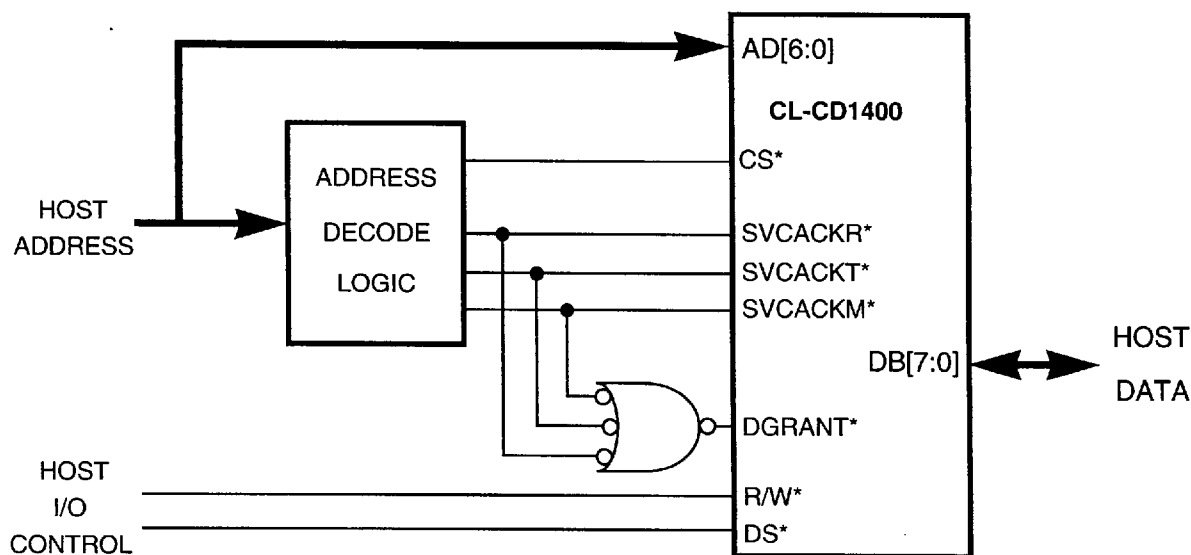 AD[6:0]
CL-CD1400
ADDRESS
DECODE
LOGIC
CS*
HOST
ADDRESS
SVCACKR*
SVCACKT*
SVCACKM*
DB[7:0]
HOST
DATA
DGRANT*
HOST
I/O
CONTROL
R/W*
DS*